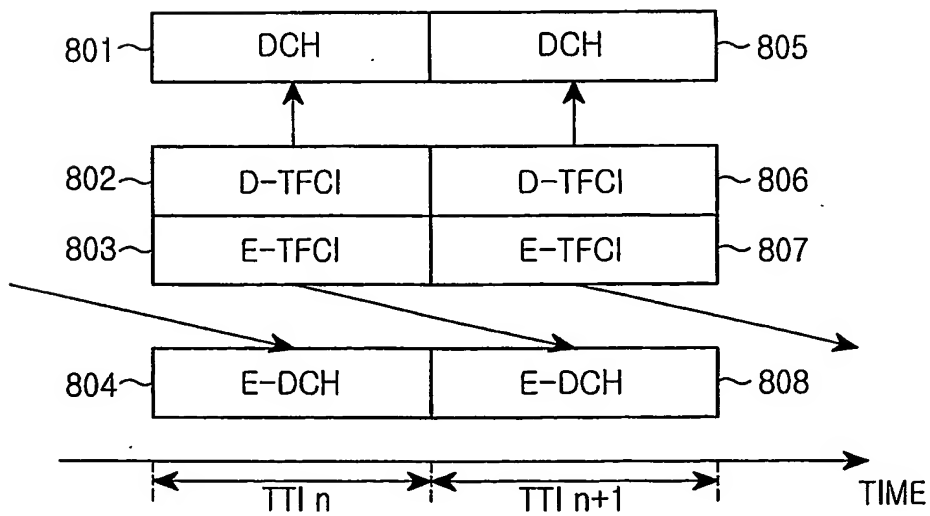 801 DCH DCH 805
802 D-TFCI D-TFCI 806
803 E-TFCI E-TFCI 807
804 E-DCH E-DCH 808
TTI n TTI n+1 TIME